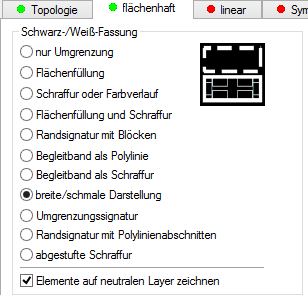 Topologie flächenhaft linear
Schwarz-/Weiß-Fassung
nur Umgrenzung
Flächenfüllung
Schraffur oder Farbverlauf
Flächenfüllung und Schraffur
Randsignatur mit Blöcken
Begleitband als Polylinie
Begleitband als Schraffur
breite/schmale Darstellung
Umgrenzungssignatur
Randsignatur mit Polylinienabschnitten
abgestufte Schraffur
Elemente auf neutralen Layer zeichnen